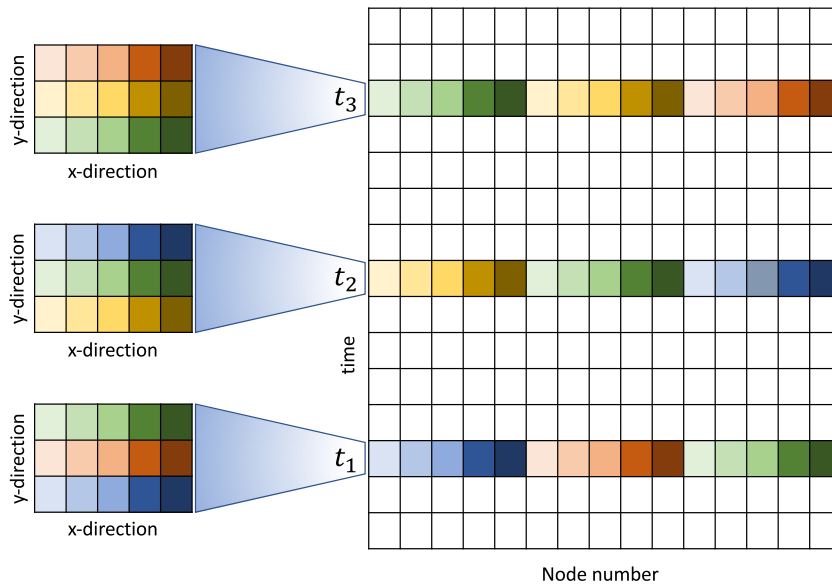 y-direction
x-direction
t3
y-direction
x-direction
t2
time
y-direction
x-direction
t1
Node number